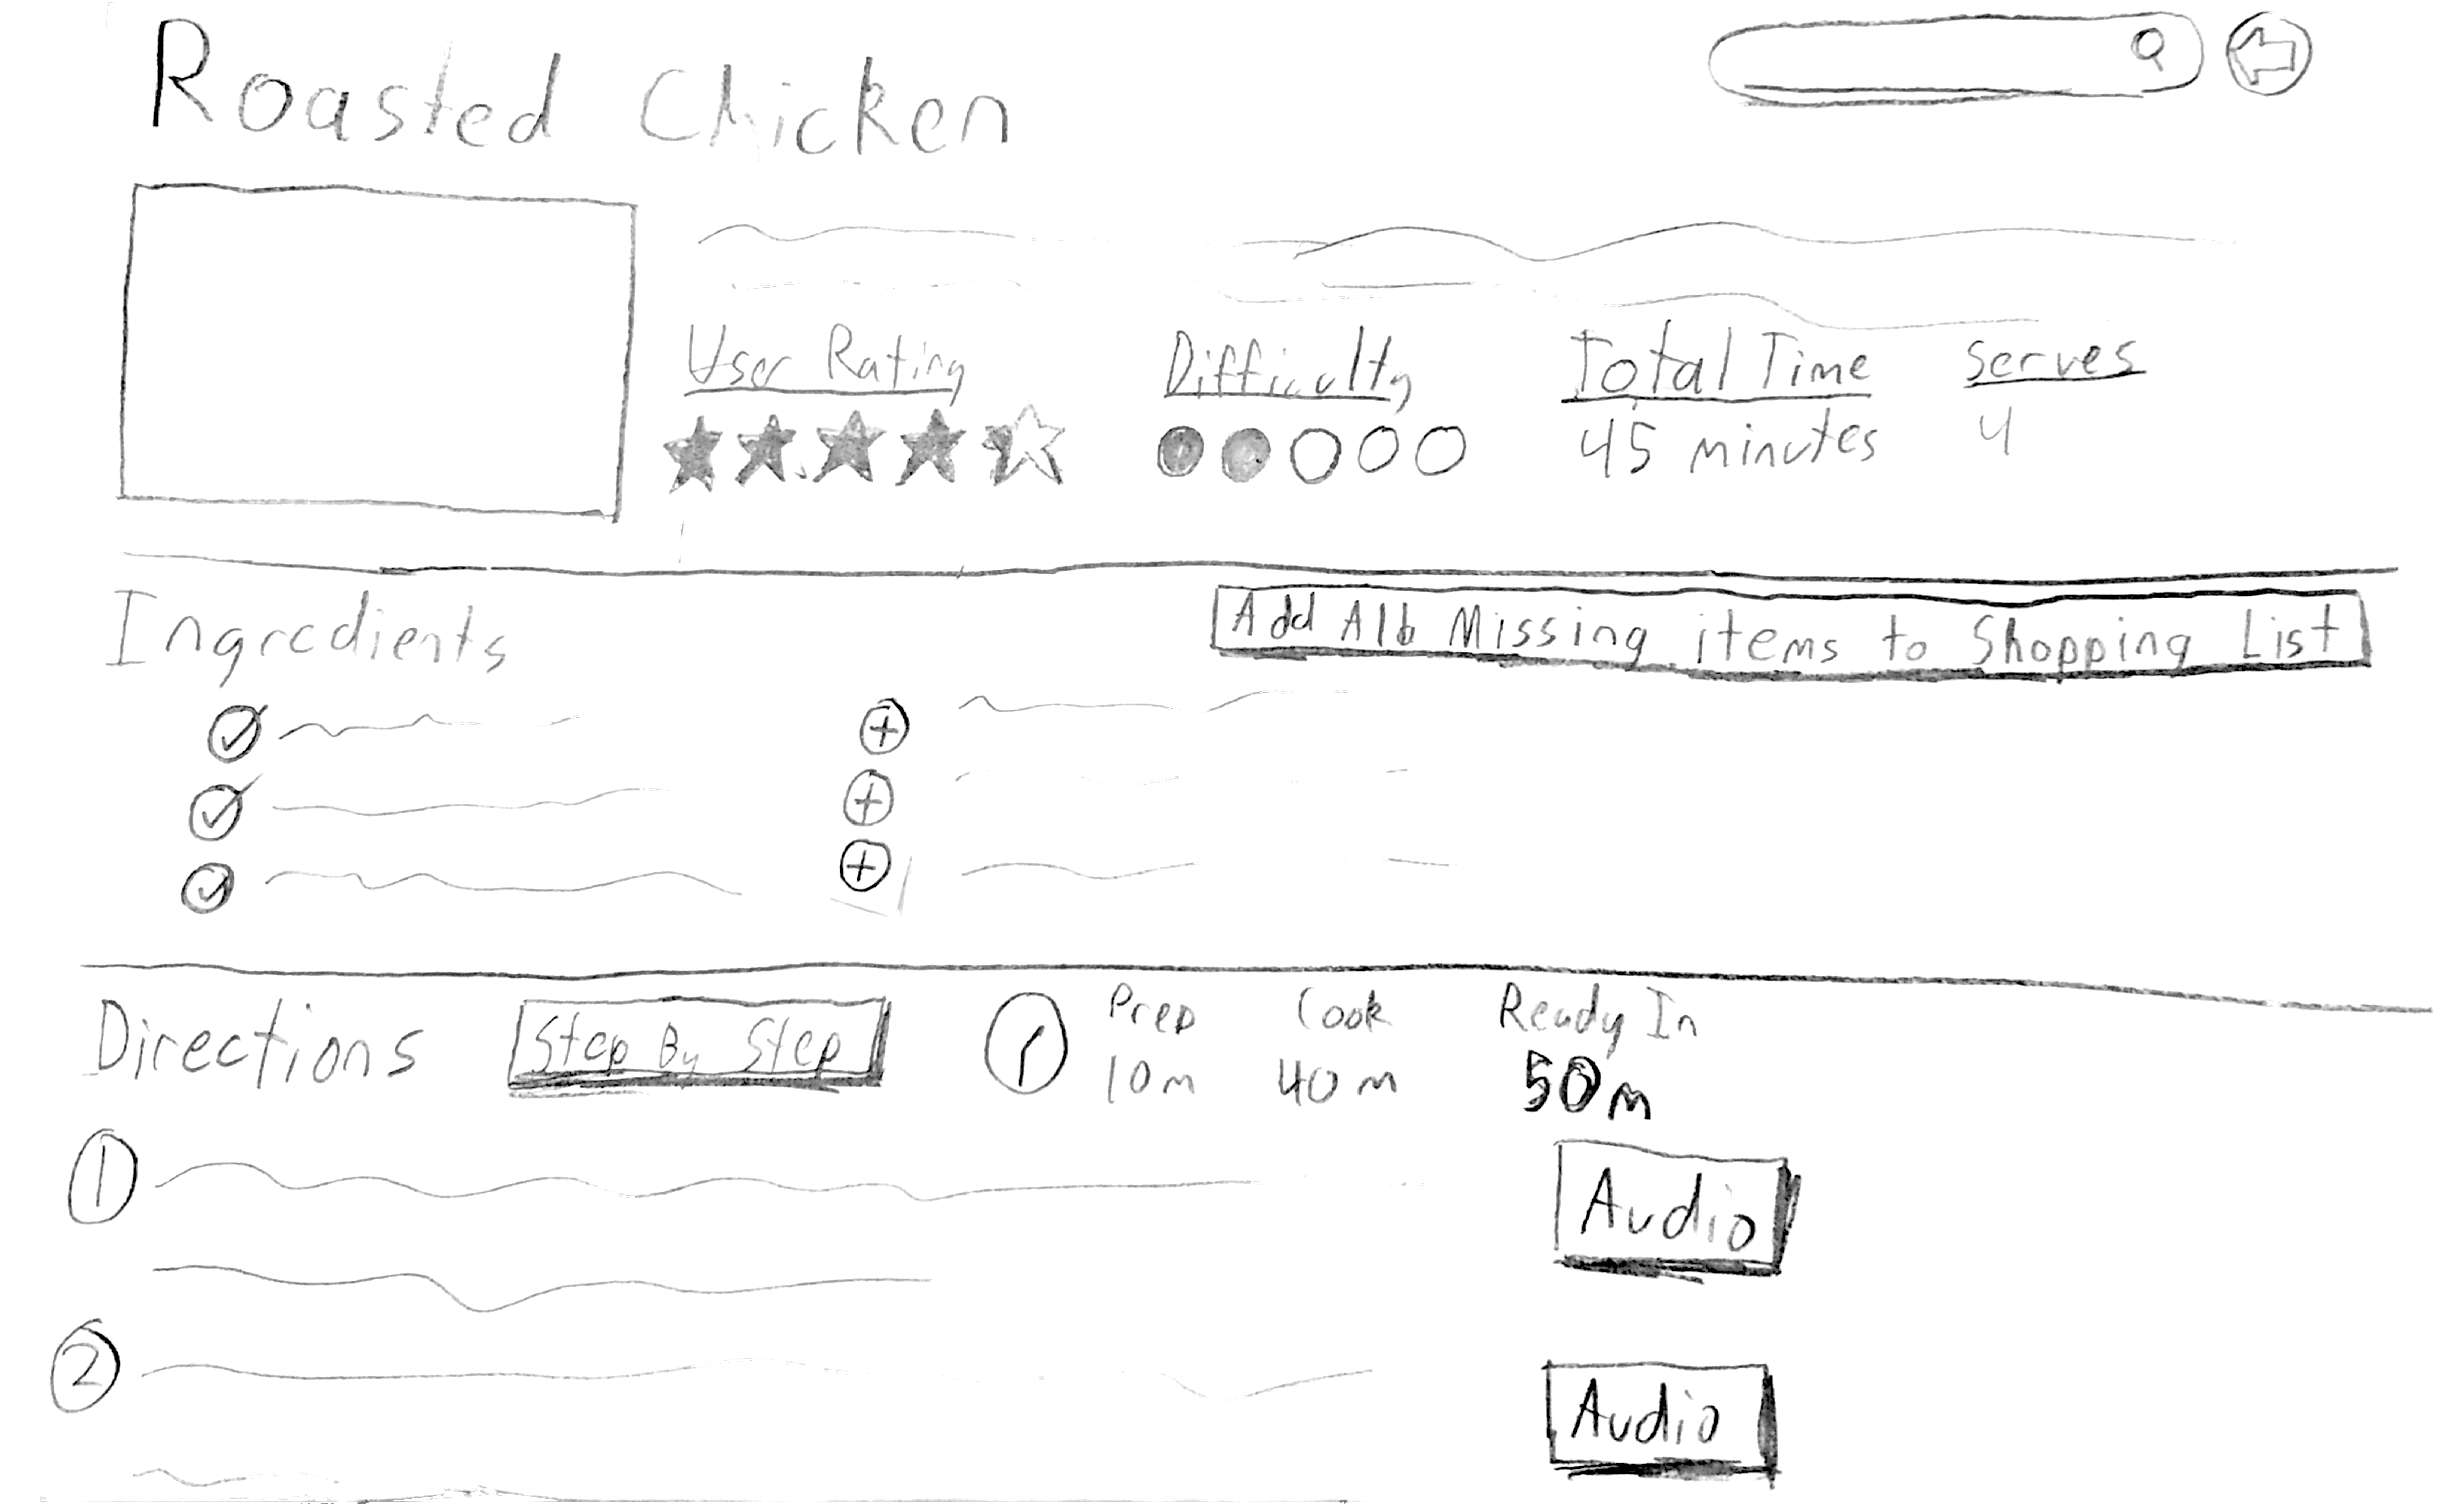 Roasted Chicken
User Rating Difficulty Total Time Serves
45 minutes 4
Ingredients
Add All Missing items to Shopping List
Directions Step By Step
Prep Cook Ready In
10m 40m 50m
1
Audio
2
Audio